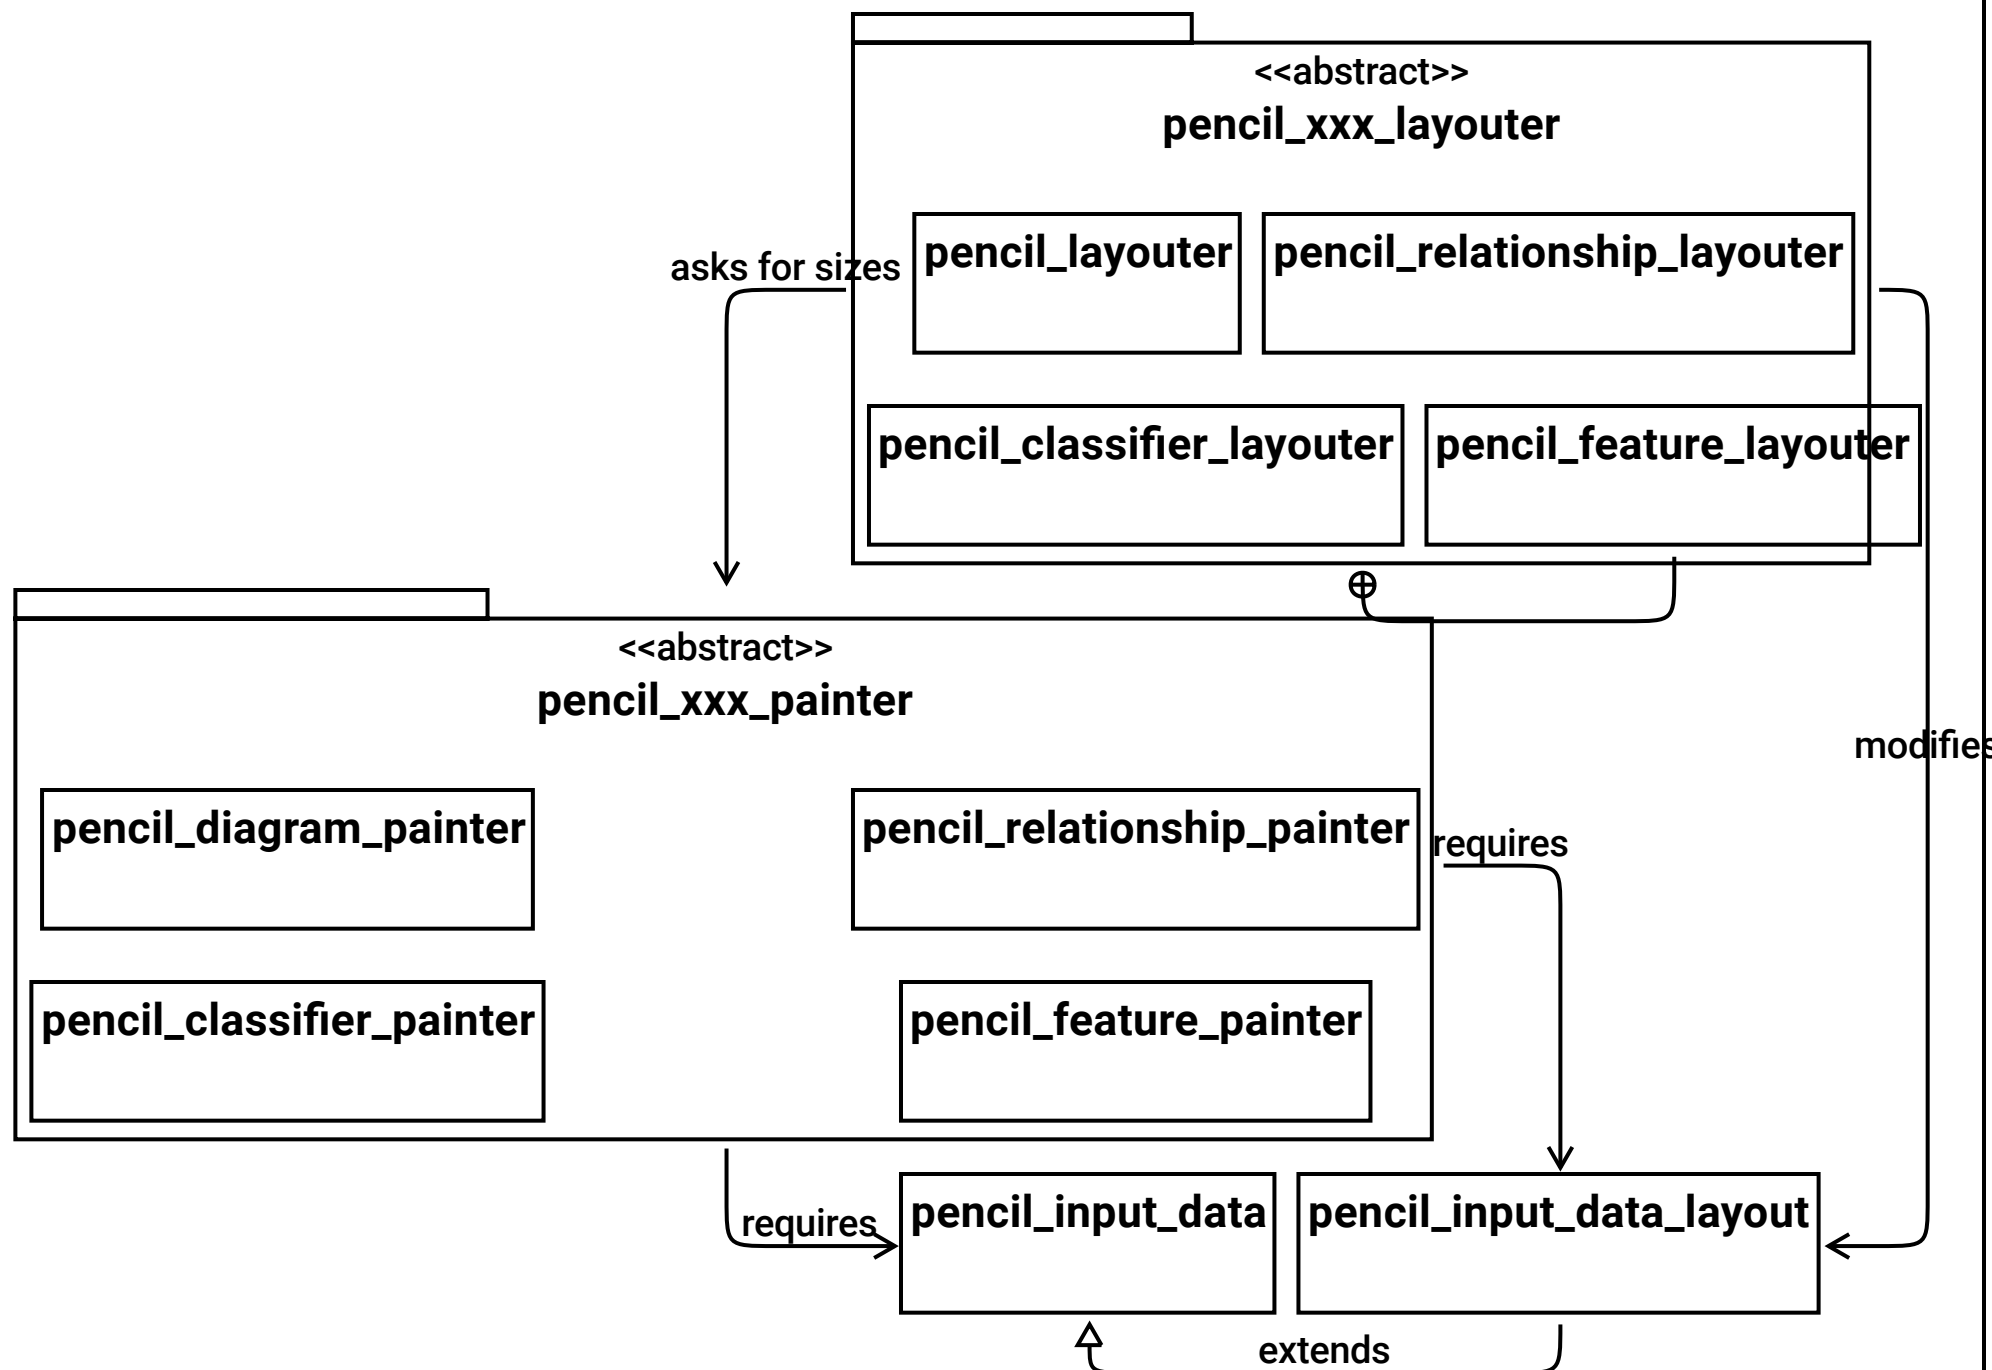 <<abstract>>
pencil_xxx_layouter
asks for sizes
pencil_layouter
pencil_relationship_layouter
pencil_classifier_layouter
pencil_feature_layouter
<<abstract>>
pencil_xxx_painter
modifies
pencil_diagram_painter
pencil_relationship_painter
requires
pencil_classifier_painter
pencil_feature_painter
requires
pencil_input_data
pencil_input_data_layout
extends